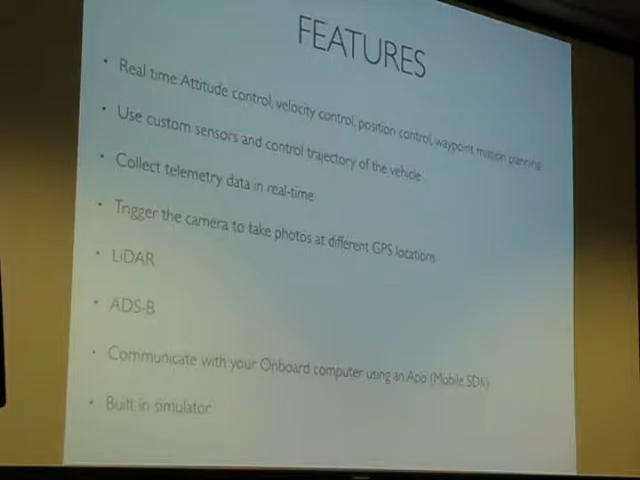 FEATURES
• Real time Attitude control, velocity control, position control, waypoint mission planning
• Use custom sensors and control trajectory of the vehicle
• Collect telemetry data in real-time
• Trigger the camera to take photos at different GPS locations
• LiDAR
• ADS-B
• Communicate with your Onboard computer using an App (Mobile SDK)
• Built in simulator